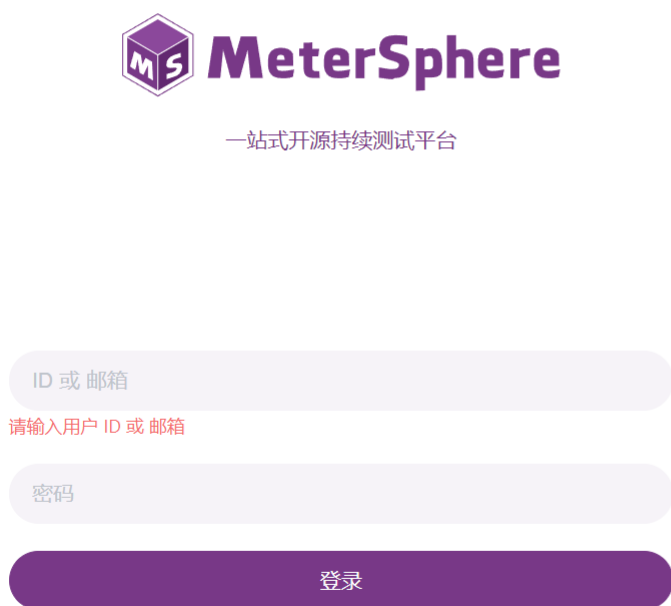 MS MeterSphere
一站式开源持续测试平台
ID 或 邮箱
请输入用户 ID 或 邮箱
密码
登录